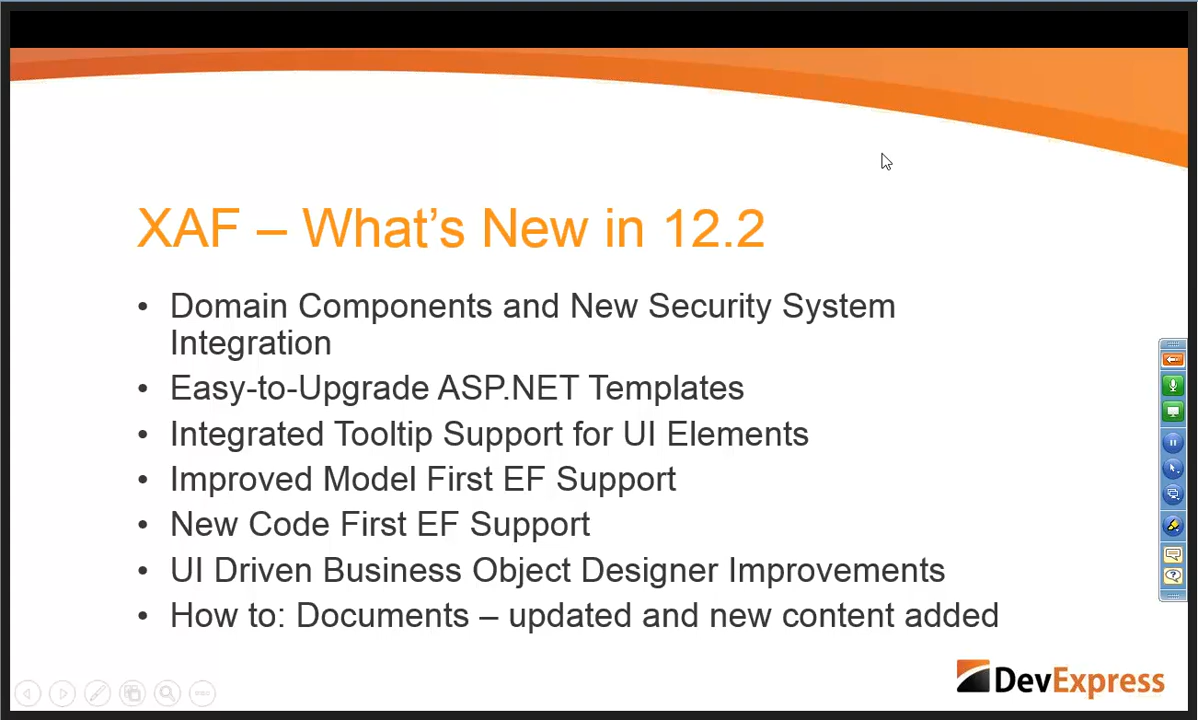 XAF – What’s New in 12.2
• Domain Components and New Security System
Integration
• Easy-to-Upgrade ASP.NET Templates
• Integrated Tooltip Support for UI Elements
• Improved Model First EF Support
• New Code First EF Support
• UI Driven Business Object Designer Improvements
• How to: Documents – updated and new content added
DevExpress